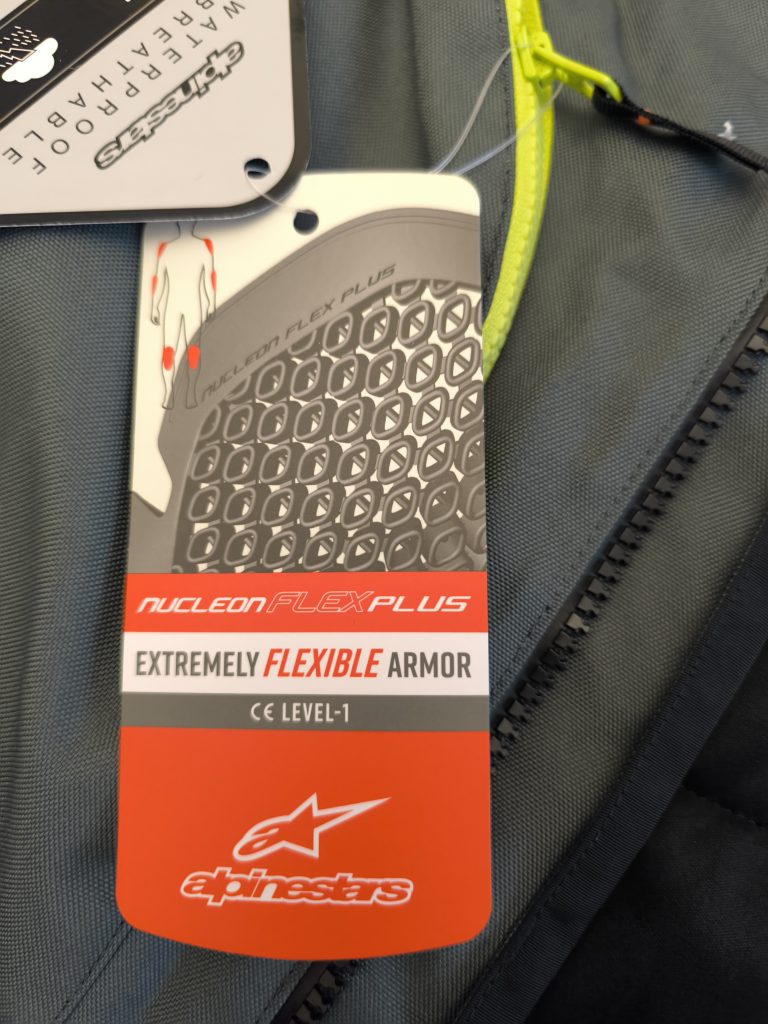 WATERPROOF
BREATHABLE
alpinestars
NUCLEON FLEX PLUS
NUCLEON FLEX PLUS
EXTREMELY FLEXIBLE ARMOR
CE LEVEL-1
alpinestars